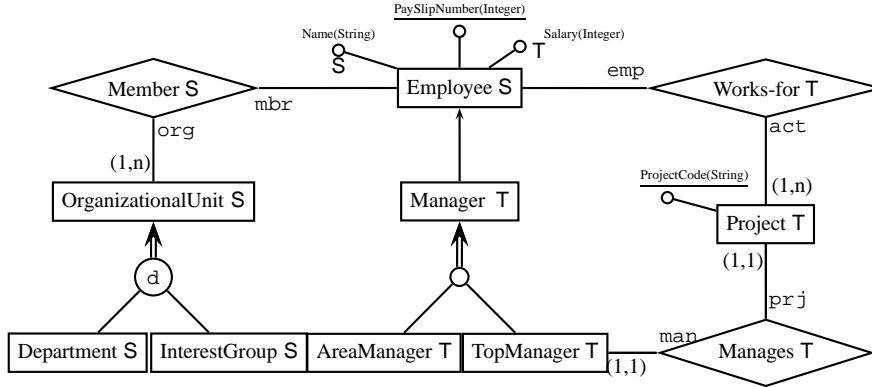 PaySlipNumber(Integer)
Name(String)
Salary(Integer)
S
T
Member S
Employee S
emp
Works-for T
mbr
org
act
(1,n)
ProjectCode(String)
(1,n)
OrganizationalUnit S
Manager T
Project T
(1,1)
d
prj
man
Department S
InterestGroup S
AreaManager T
TopManager T
(1,1)
Manages T